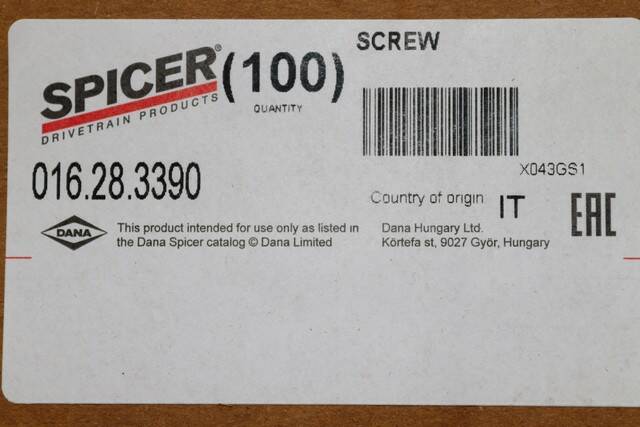 SPICER®
DRIVETRAIN PRODUCTS
(100)
QUANTITY
SCREW
X043GS1
016.28.3390
Country of origin IT
EAC
DANA
This product intended for use only as listed in
the Dana Spicer catalog © Dana Limited
Dana Hungary Ltd.
Körtefa st, 9027 Győr, Hungary